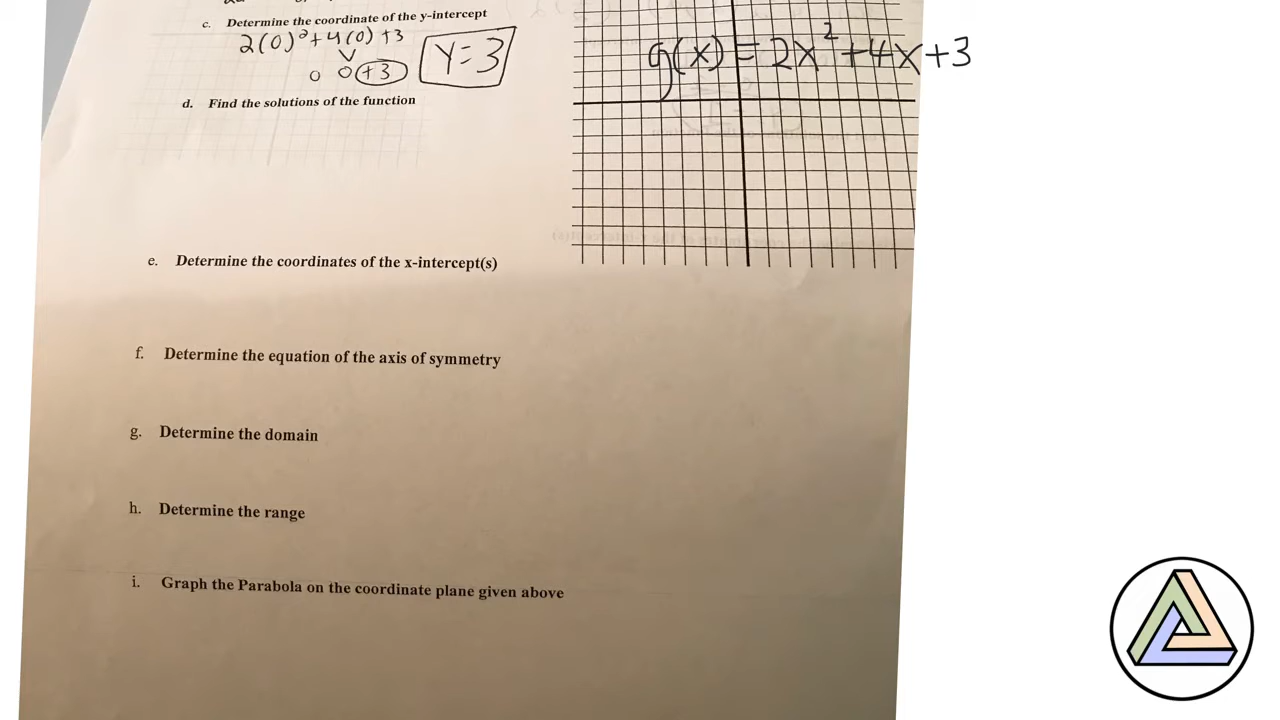 c. Determine the coordinate of the y-intercept
2(0)²+4(0)+3
0 0+3
Y=3
g(x)=2x²+4x+3
d. Find the solutions of the function
e. Determine the coordinates of the x-intercept(s)
f. Determine the equation of the axis of symmetry
g. Determine the domain
h. Determine the range
i. Graph the Parabola on the coordinate plane given above